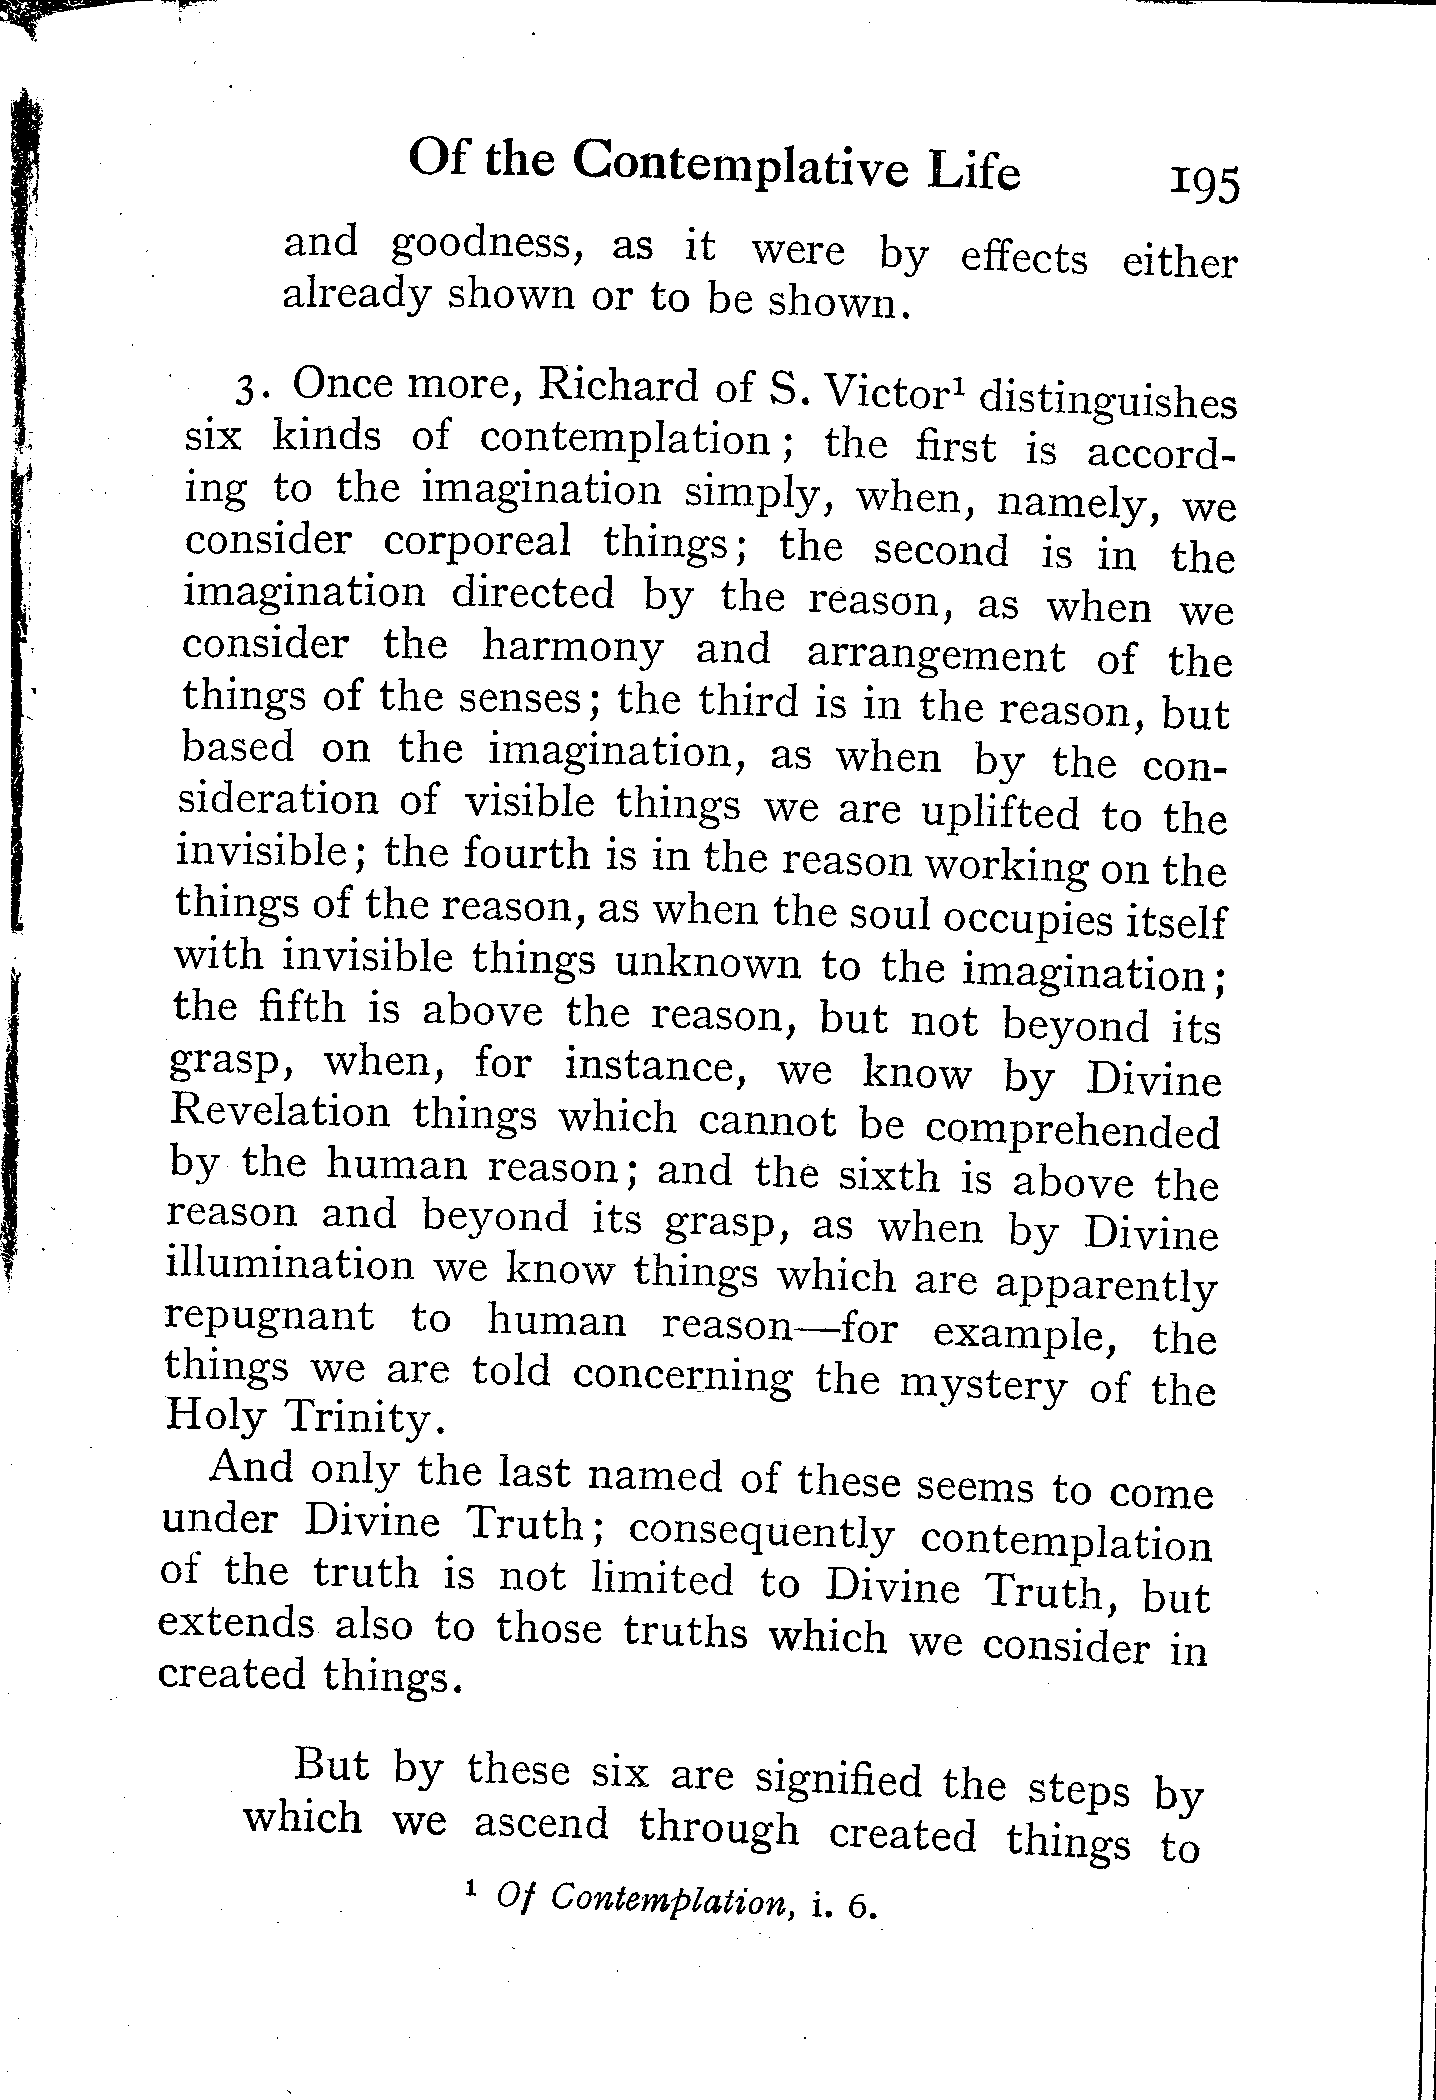 Of the Contemplative Life 195
and goodness, as it were by effects either
already shown or to be shown.
3. Once more, Richard of S. Victor¹ distinguishes
six kinds of contemplation; the first is accord-
ing to the imagination simply, when, namely, we
consider corporeal things; the second is in the
imagination directed by the reason, as when we
consider the harmony and arrangement of the
things of the senses; the third is in the reason, but
based on the imagination, as when by the con-
sideration of visible things we are uplifted to the
invisible; the fourth is in the reason working on the
things of the reason, as when the soul occupies itself
with invisible things unknown to the imagination;
the fifth is above the reason, but not beyond its
grasp, when, for instance, we know by Divine
Revelation things which cannot be comprehended
by the human reason; and the sixth is above the
reason and beyond its grasp, as when by Divine
illumination we know things which are apparently
repugnant to human reason—for example, the
things we are told concerning the mystery of the
Holy Trinity.
And only the last named of these seems to come
under Divine Truth; consequently contemplation
of the truth is not limited to Divine Truth, but
extends also to those truths which we consider in
created things.
But by these six are signified the steps by
which we ascend through created things to
¹ Of Contemplation, i. 6.